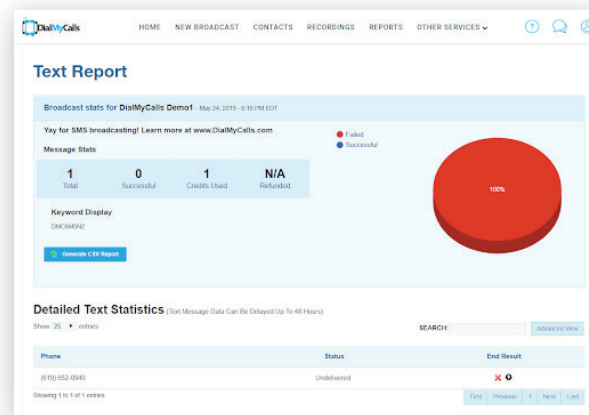 DialMyCalls HOME NEW BROADCAST CONTACTS RECORDINGS REPORTS OTHER SERVICES
Text Report
Broadcast stats for DialMyCalls Demo1 - May 24, 2019 - 6:16 PM EDT
Yay for SMS broadcasting! Learn more at www.DialMyCalls.com
Failed
Successful
Message Stats
1 0 1 N/A
Total Successful Credits Used Refunded
100%
Keyword Display
Generate CSV Report
Detailed Text Statistics (Text Message Data Can Be Delayed Up To 48 Hours)
Show 25 entries SEARCH: Advanced View
Phone Status End Result
(619) 952-0949 Undelivered
Showing 1 to 1 of 1 entries First Previous 1 Next Last